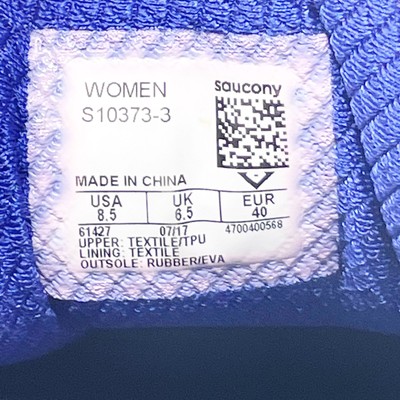 WOMEN
S10373-3
saucony
MADE IN CHINA
USA UK EUR
8.5 6.5 40
61427 07/17 4700400568
UPPER: TEXTILE/TPU
LINING: TEXTILE
OUTSOLE: RUBBER/EVA